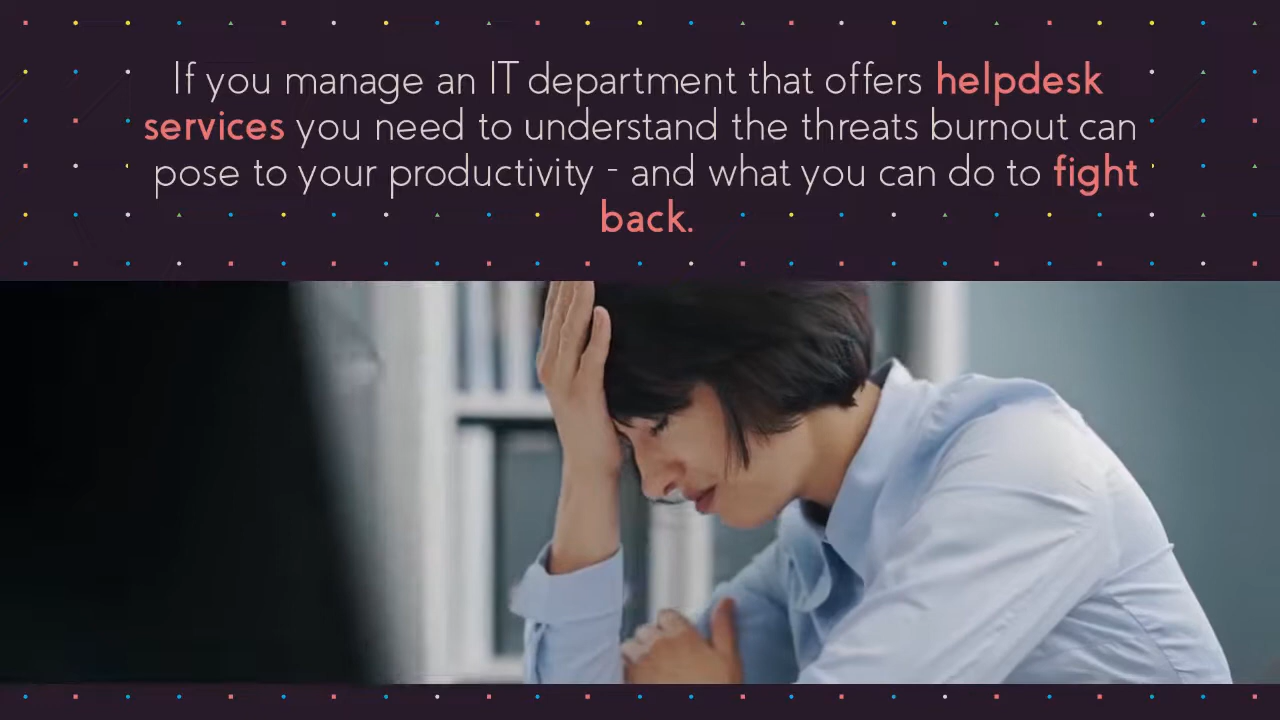 If you manage an IT department that offers helpdesk
services you need to understand the threats burnout can
pose to your productivity - and what you can do to fight
back.